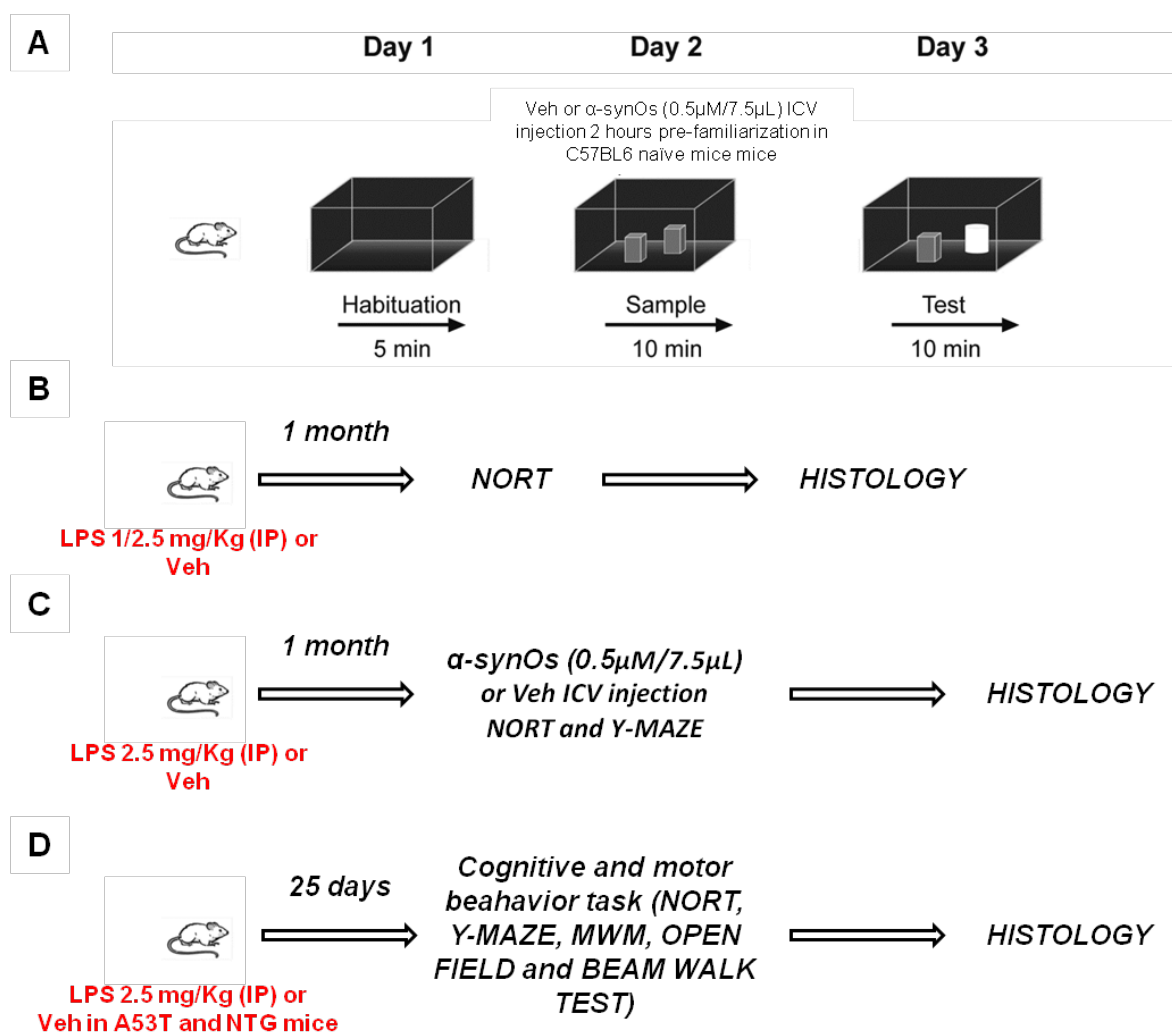 A
Day 1
Day 2
Day 3
Veh or α-synOs (0.5µM/7.5µL) ICV
injection 2 hours pre-familiarization in
C57BL6 naïve mice mice
Habituation
5 min
Sample
10 min
Test
10 min
B
1 month
NORT
HISTOLOGY
LPS 1/2.5 mg/Kg (IP) or
Veh
C
1 month
α-synOs (0.5µM/7.5µL)
or Veh ICV injection
NORT and Y-MAZE
HISTOLOGY
LPS 2.5 mg/Kg (IP) or
Veh
D
25 days
Cognitive and motor
beahavior task (NORT,
Y-MAZE, MWM, OPEN
FIELD and BEAM WALK
TEST)
HISTOLOGY
LPS 2.5 mg/Kg (IP) or
Veh in A53T and NTG mice